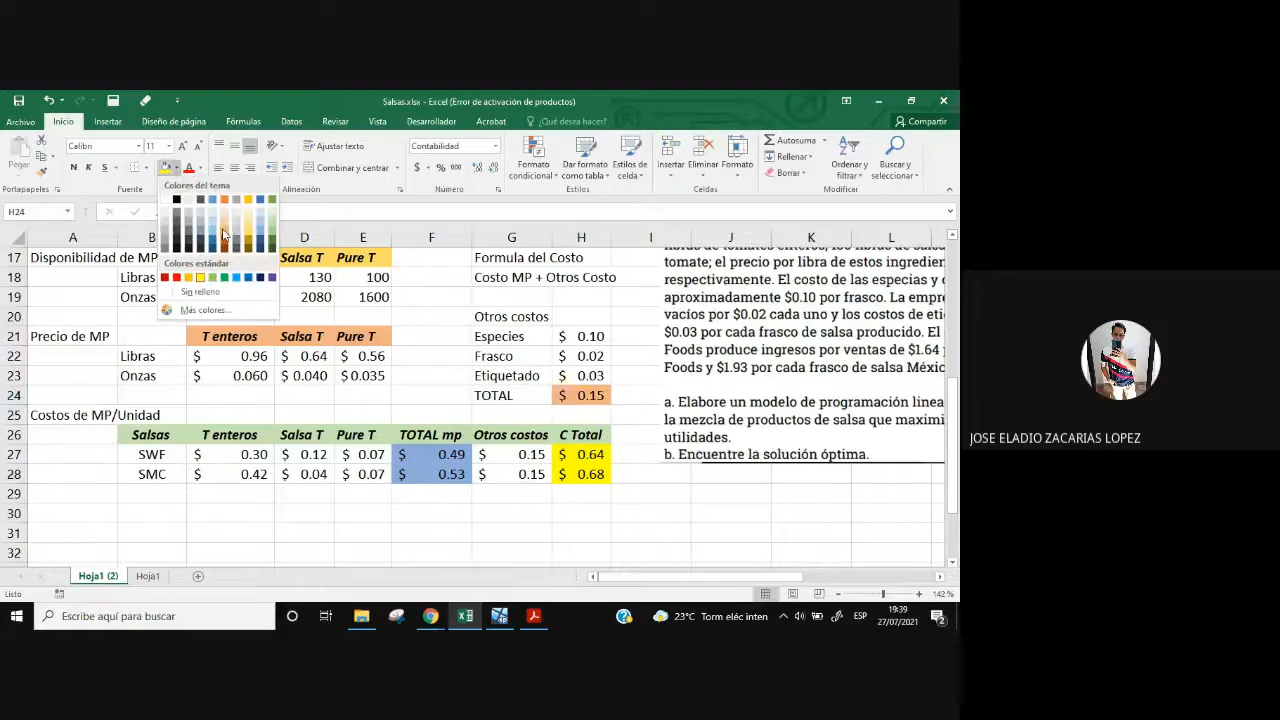 Salsas.xlsx - Excel (Error de activación de productos)
Archivo Inicio Insertar Diseño de página Fórmulas Datos Revisar Vista Desarrollador Acrobat ¿Qué desea hacer? Compartir
Pegar
Calibri 11
N K S
Ajustar texto
Combinar y centrar
Contabilidad
$ % 000
Formato condicional
Dar formato como tabla
Estilos de celda
Insertar Eliminar Formato
Autosuma
Rellenar
Borrar
Ordenar y filtrar
Buscar y seleccionar
Portapapeles Fuente Alineación Número Estilos Celdas Modificar
Colores del tema
Colores estándar
Sin relleno
Más colores...
H24
A B D E F G H I J K L
17 Disponibilidad de MP Salsa T Pure T Formula del Costo
18 Libras 130 100 Costo MP + Otros Costo
19 Onzas 2080 1600
20 Otros costos
21 Precio de MP T enteros Salsa T Pure T Especies $ 0.10
22 Libras $ 0.96 $ 0.64 $ 0.56 Frasco $ 0.02
23 Onzas $ 0.060 $ 0.040 $ 0.035 Etiquetado $ 0.03
24 TOTAL $ 0.15
25 Costos de MP/Unidad
26 Salsas T enteros Salsa T Pure T TOTAL mp Otros costos C Total
27 SWF $ 0.30 $ 0.12 $ 0.07 $ 0.49 $ 0.15 $ 0.64
28 SMC $ 0.42 $ 0.04 $ 0.07 $ 0.53 $ 0.15 $ 0.68
29
30
31
32
tomate; el precio por libra de estos ingredien
respectivamente. El costo de las especies y
aproximadamente $0.10 por frasco. La empre
vacíos por $0.02 cada uno y los costos de eti
$0.03 por cada frasco de salsa producido. El
Foods produce ingresos por ventas de $1.64
Foods y $1.93 por cada frasco de salsa Méxic
a. Elabore un modelo de programación linea
la mezcla de productos de salsa que maximi
utilidades.
b. Encuentre la solución óptima.
Hoja1 (2) Hoja1
Listo
142 %
Escribe aquí para buscar
23°C Torm eléc inten
ESP
19:39
27/07/2021
2
JOSE ELADIO ZACARIAS LOPEZ